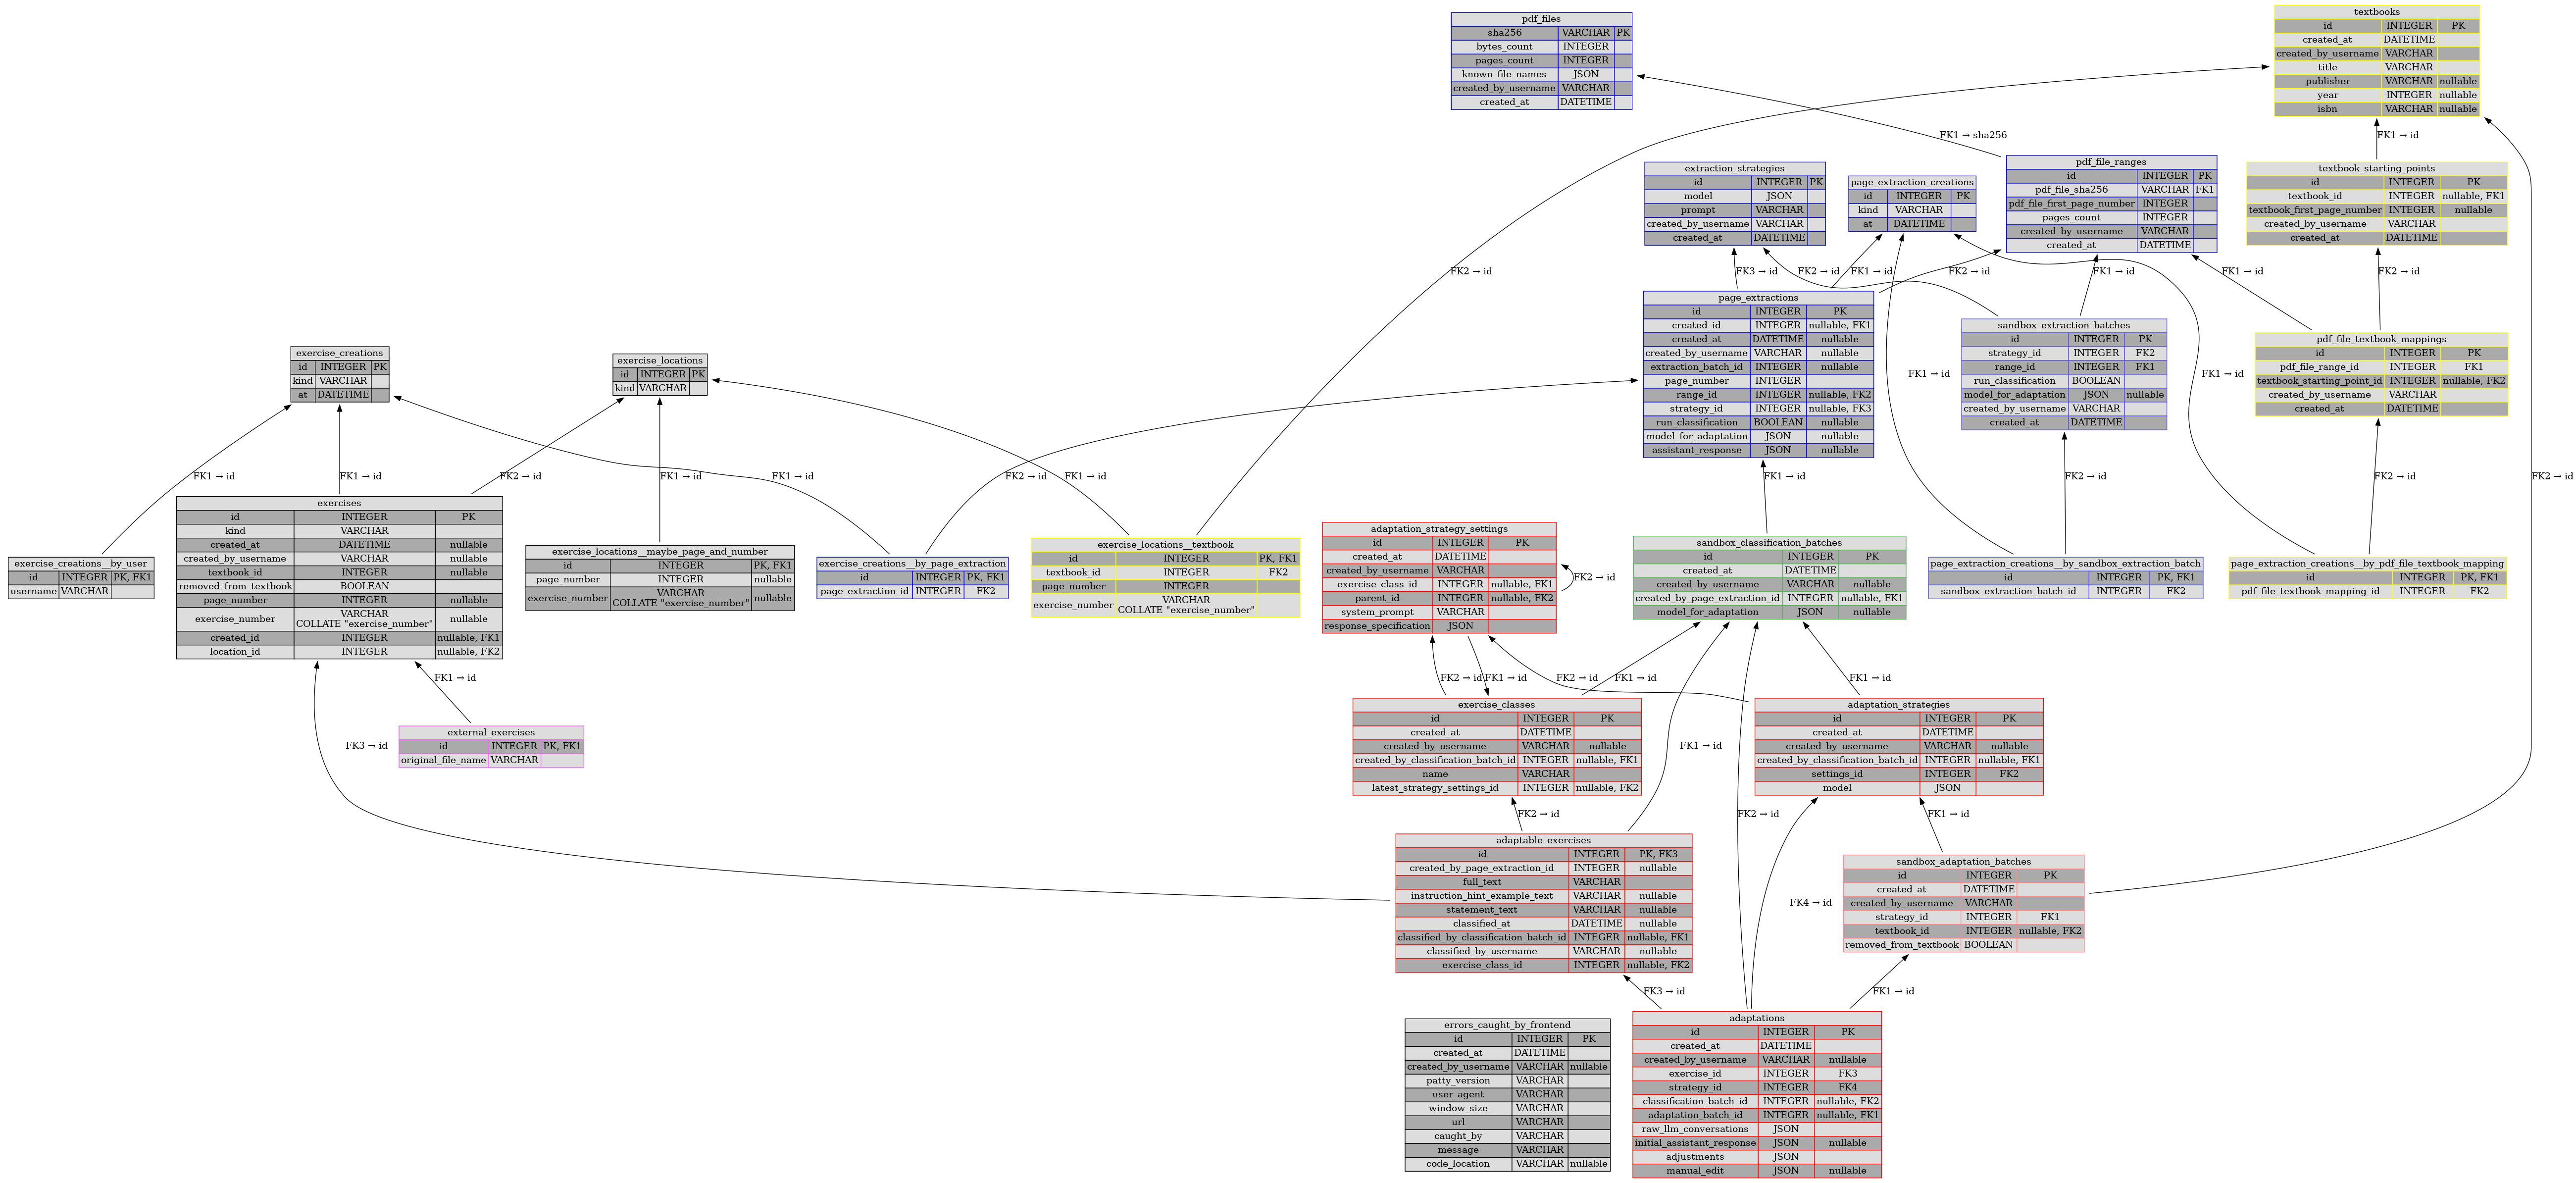 pdf_files
sha256 VARCHAR PK
bytes_count INTEGER
pages_count INTEGER
known_file_names JSON
created_by_username VARCHAR
created_at DATETIME
textbooks
id INTEGER PK
created_at DATETIME
created_by_username VARCHAR
title VARCHAR
publisher VARCHAR nullable
year INTEGER nullable
isbn VARCHAR nullable
FK1 → sha256
FK1 → id
extraction_strategies
id INTEGER PK
model JSON
prompt VARCHAR
created_by_username VARCHAR
created_at DATETIME
page_extraction_creations
id INTEGER PK
kind VARCHAR
at DATETIME
pdf_file_ranges
id INTEGER PK
pdf_file_sha256 VARCHAR FK1
pdf_file_first_page_number INTEGER
pages_count INTEGER
created_by_username VARCHAR
created_at DATETIME
textbook_starting_points
id INTEGER PK
textbook_id INTEGER nullable, FK1
textbook_first_page_number INTEGER nullable
created_by_username VARCHAR
created_at DATETIME
FK2 → id
FK3 → id
FK2 → id
FK1 → id
FK2 → id
FK1 → id
FK1 → id
FK2 → id
page_extractions
id INTEGER PK
created_id INTEGER nullable, FK1
created_at DATETIME nullable
created_by_username VARCHAR nullable
extraction_batch_id INTEGER nullable
page_number INTEGER
range_id INTEGER nullable, FK2
strategy_id INTEGER nullable, FK3
run_classification BOOLEAN nullable
model_for_adaptation JSON nullable
assistant_response JSON nullable
sandbox_extraction_batches
id INTEGER PK
strategy_id INTEGER FK2
range_id INTEGER FK1
run_classification BOOLEAN
model_for_adaptation JSON nullable
created_by_username VARCHAR
created_at DATETIME
pdf_file_textbook_mappings
id INTEGER PK
pdf_file_range_id INTEGER FK1
textbook_starting_point_id INTEGER nullable, FK2
created_by_username VARCHAR
created_at DATETIME
exercise_creations
id INTEGER PK
kind VARCHAR
at DATETIME
exercise_locations
id INTEGER PK
kind VARCHAR
FK1 → id
FK1 → id
FK1 → id
FK1 → id
FK2 → id
FK1 → id
FK1 → id
FK2 → id
FK1 → id
FK1 → id
FK2 → id
FK2 → id
FK2 → id
exercises
id INTEGER PK
kind VARCHAR
created_at DATETIME nullable
created_by_username VARCHAR nullable
textbook_id INTEGER nullable
removed_from_textbook BOOLEAN
page_number INTEGER nullable
exercise_number VARCHAR nullable
COLLATE "exercise_number"
created_id INTEGER nullable, FK1
location_id INTEGER nullable, FK2
exercise_creations__by_user
id INTEGER PK, FK1
username VARCHAR
exercise_locations__maybe_page_and_number
id INTEGER PK, FK1
page_number INTEGER nullable
exercise_number VARCHAR nullable
COLLATE "exercise_number"
exercise_creations__by_page_extraction
id INTEGER PK, FK1
page_extraction_id INTEGER FK2
exercise_locations__textbook
id INTEGER PK, FK1
textbook_id INTEGER FK2
page_number INTEGER
exercise_number VARCHAR
COLLATE "exercise_number"
adaptation_strategy_settings
id INTEGER PK
created_at DATETIME
created_by_username VARCHAR
exercise_class_id INTEGER nullable, FK1
parent_id INTEGER nullable, FK2
system_prompt VARCHAR
response_specification JSON
FK2 → id
sandbox_classification_batches
id INTEGER PK
created_at DATETIME
created_by_username VARCHAR nullable
created_by_page_extraction_id INTEGER nullable, FK1
model_for_adaptation JSON nullable
page_extraction_creations__by_sandbox_extraction_batch
id INTEGER PK, FK1
sandbox_extraction_batch_id INTEGER FK2
page_extraction_creations__by_pdf_file_textbook_mapping
id INTEGER PK, FK1
pdf_file_textbook_mapping_id INTEGER FK2
FK1 → id
FK2 → id
FK1 → id
FK2 → id
FK1 → id
FK1 → id
external_exercises
id INTEGER PK, FK1
original_file_name VARCHAR
FK3 → id
exercise_classes
id INTEGER PK
created_at DATETIME
created_by_username VARCHAR nullable
created_by_classification_batch_id INTEGER nullable, FK1
name VARCHAR
latest_strategy_settings_id INTEGER nullable, FK2
FK1 → id
adaptation_strategies
id INTEGER PK
created_at DATETIME
created_by_username VARCHAR nullable
created_by_classification_batch_id INTEGER nullable, FK1
settings_id INTEGER FK2
model JSON
FK2 → id
FK2 → id
FK1 → id
adaptable_exercises
id INTEGER PK, FK3
created_by_page_extraction_id INTEGER nullable
full_text VARCHAR
instruction_hint_example_text VARCHAR nullable
statement_text VARCHAR nullable
classified_at DATETIME nullable
classified_by_classification_batch_id INTEGER nullable, FK1
classified_by_username VARCHAR nullable
exercise_class_id INTEGER nullable, FK2
FK4 → id
sandbox_adaptation_batches
id INTEGER PK
created_at DATETIME
created_by_username VARCHAR
strategy_id INTEGER FK1
textbook_id INTEGER nullable, FK2
removed_from_textbook BOOLEAN
FK3 → id
FK1 → id
errors_caught_by_frontend
id INTEGER PK
created_at DATETIME
created_by_username VARCHAR nullable
patty_version VARCHAR
user_agent VARCHAR
window_size VARCHAR
url VARCHAR
caught_by VARCHAR
message VARCHAR
code_location VARCHAR nullable
adaptations
id INTEGER PK
created_at DATETIME
created_by_username VARCHAR nullable
exercise_id INTEGER FK3
strategy_id INTEGER FK4
classification_batch_id INTEGER nullable, FK2
adaptation_batch_id INTEGER nullable, FK1
raw_llm_conversations JSON
initial_assistant_response JSON nullable
adjustments JSON
manual_edit JSON nullable